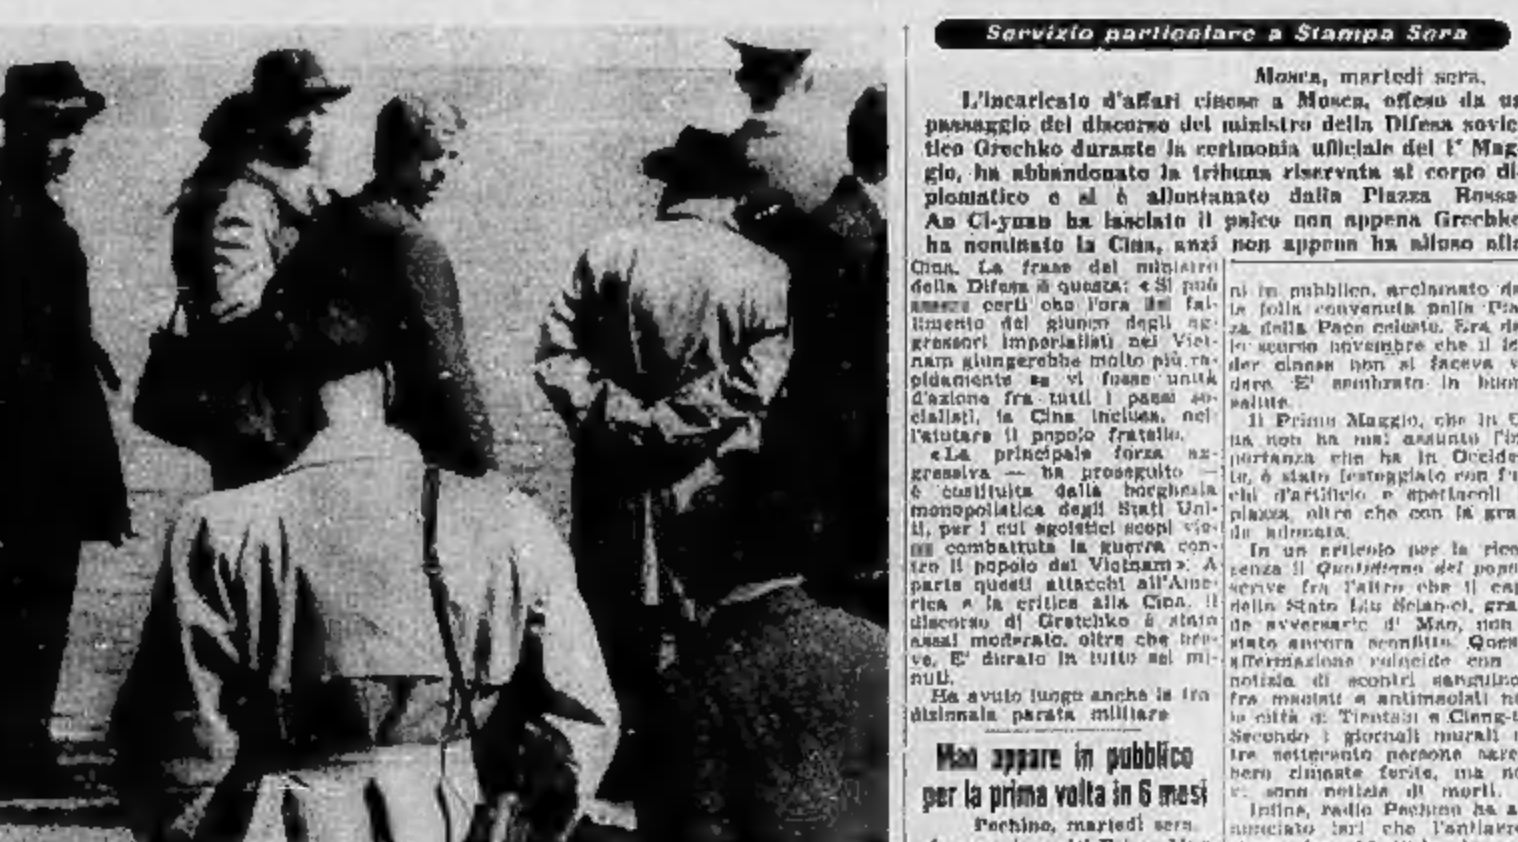 Servizio particolare a Stampa Sera
Mosca, martedì sera.
L'incaricato d'affari cinese a Mosca, offeso da un
passaggio del discorso del ministro della Difesa sovie-
tico Grechko durante la cerimonia ufficiale del 1° Mag-
gio, ha abbandonato la tribuna riservata al corpo di-
plomatico e si è allontanato dalla Piazza Rossa.
An Ci-yuan ha lasciato il palco non appena Grechko
ha nominato la Cina, anzi non appena ha alluso alla
Cina. La frase del ministro
della Difesa è questa: « Si può
certi che l'ora del fal-
limento del giunco degli ag-
gressori imperialisti nel Viet-
nam giungerebbe molto più ra-
pidamente se vi fosse unità
d'azione fra tutti i paesi so-
cialisti, la Cina inclusa, nel-
l'aiutare il popolo fratello.
« La principale forza ag-
gressiva — ha proseguito —
è costituita dalla borghesia
monopolistica degli Stati Uni-
ti, per i cui egoistici scopi vie-
ne combattuta la guerra con-
tro il popolo del Vietnam ». A
parte questi attacchi all'Ame-
rica e la critica alla Cina, il
discorso di Gretchko è stato
assai moderato, oltre che bre-
ve. E' durato in tutto sei mi-
nuti.
Ha avuto luogo anche la tra-
dizionale parata militare
Mao appare in pubblico
per la prima volta in 6 mesi
Pechino, martedì sera.
ni in pubblico, acclamato da
la folla convenuta nella Piaz
za della Pace celeste. Era da
lo scorso novembre che il
der cinese non si faceva
dere. E' sembrato in buon
salute.
Il Primo Maggio, che in
na non ha mai assunto l'im
portanza che ha in Occiden
te, è stato festeggiato con
chi d'artificio e spettacoli
piazza, oltre che con la gran
de adunata.
In un articolo per la ricor
renza il Quotidiano del popo
scrive fra l'altro che il cap
dello Stato Liu Sciao-ci, gran
de avversario di Mao, non
stato ancora sconfitto. Ques
affermazione coincide con
notizia di scontri sanguino
fra maoisti e antimaoisti
le città di Tientsin e
Secondo i giornali murali
tre settecento persone sare
bero rimaste ferite, ma
vi sono notizie di morti.
Infine, radio Pechino ha
nunciato ieri che l'antiaere